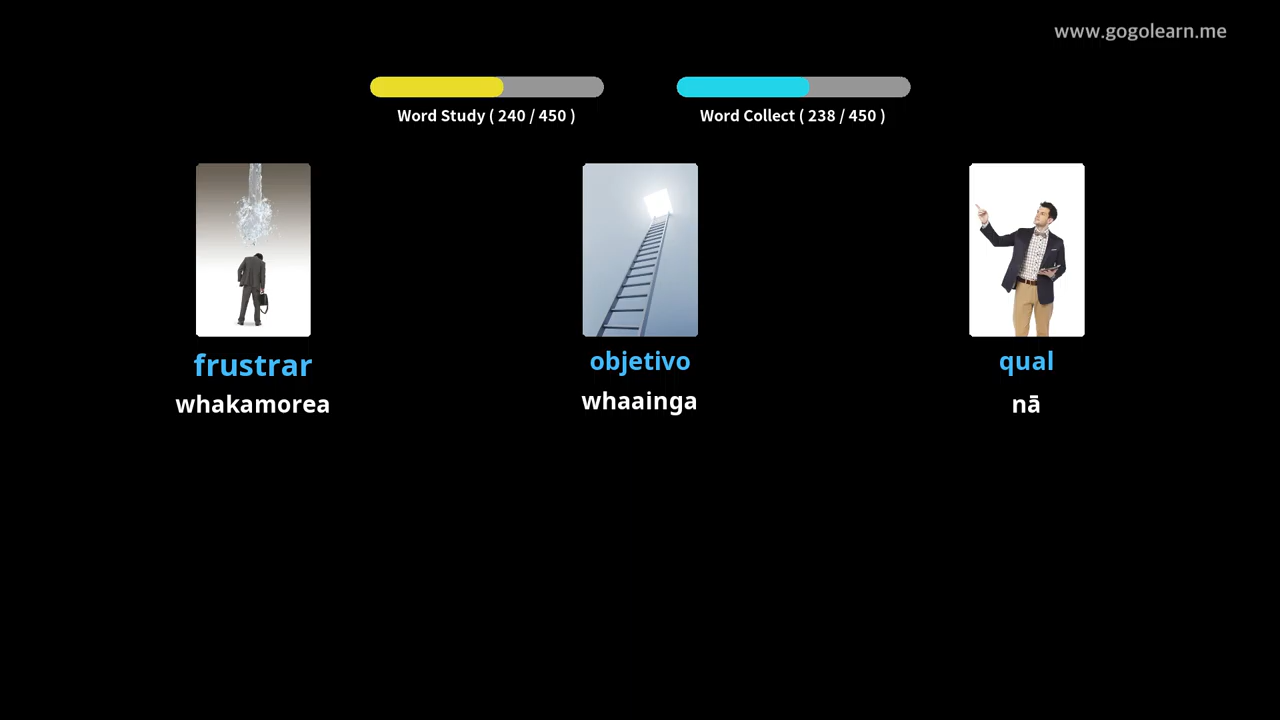 www.gogolearn.me
Word Study ( 240 / 450 )
Word Collect ( 238 / 450 )
frustrar
whakamorea
objetivo
whaainga
qual
nā